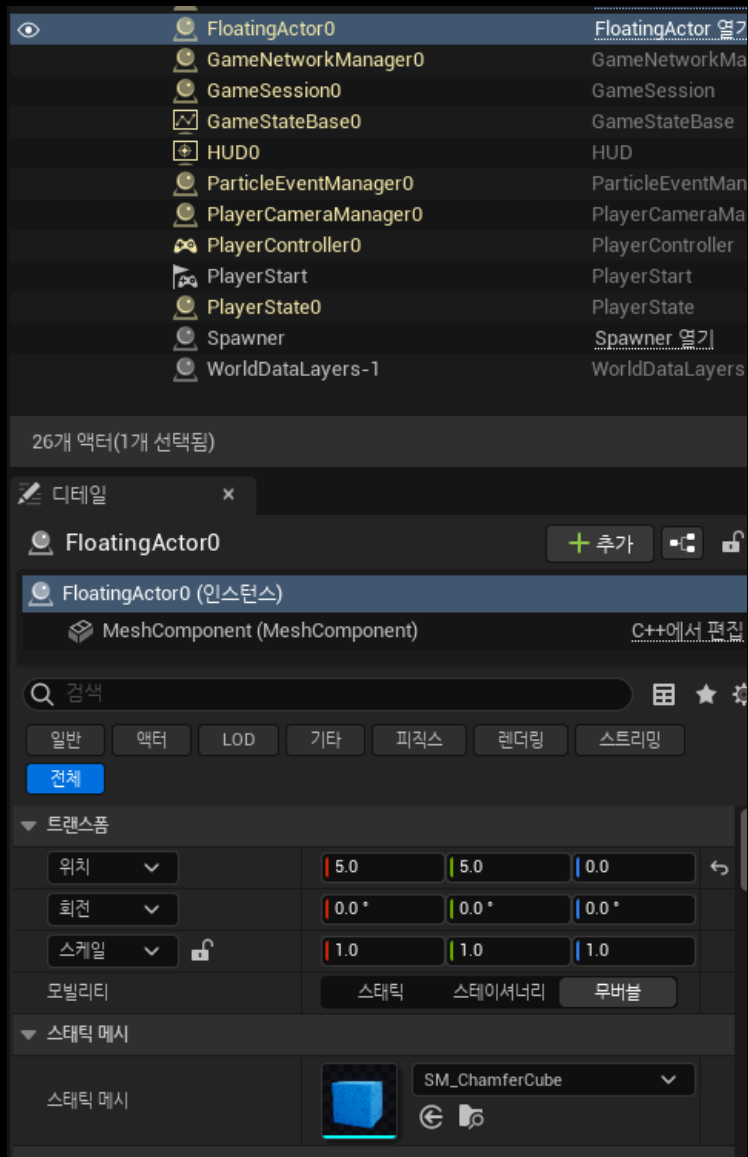 FloatingActor0 FloatingActor 열기
GameNetworkManager0 GameNetworkMa
GameSession0 GameSession
GameStateBase0 GameStateBase
HUD0 HUD
ParticleEventManager0 ParticleEventMan
PlayerCameraManager0 PlayerCameraMa
PlayerController0 PlayerController
PlayerStart PlayerStart
PlayerState0 PlayerState
Spawner Spawner 열기
WorldDataLayers-1 WorldDataLayers
26개 액터(1개 선택됨)
디테일
FloatingActor0 추가
FloatingActor0 (인스턴스)
MeshComponent (MeshComponent) C++에서 편집
검색
일반 액터 LOD 기타 피직스 렌더링 스트리밍
전체
트랜스폼
위치 5.0 5.0 0.0
회전 0.0 ° 0.0 ° 0.0 °
스케일 1.0 1.0 1.0
모빌리티 스태틱 스테이셔너리 무버블
스태틱 메시
스태틱 메시 SM_ChamferCube